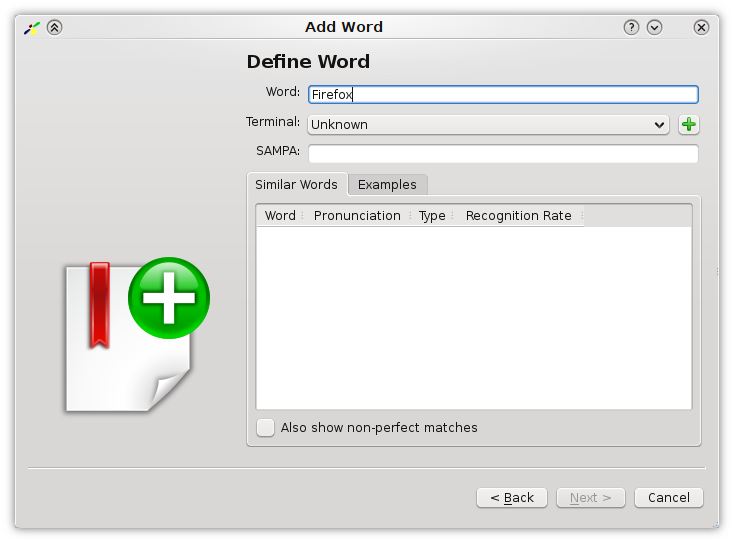 Add Word
Define Word
Word: Firefox
Terminal: Unknown
SAMPA:
Similar Words Examples
Word Pronunciation Type Recognition Rate
Also show non-perfect matches
< Back Next > Cancel